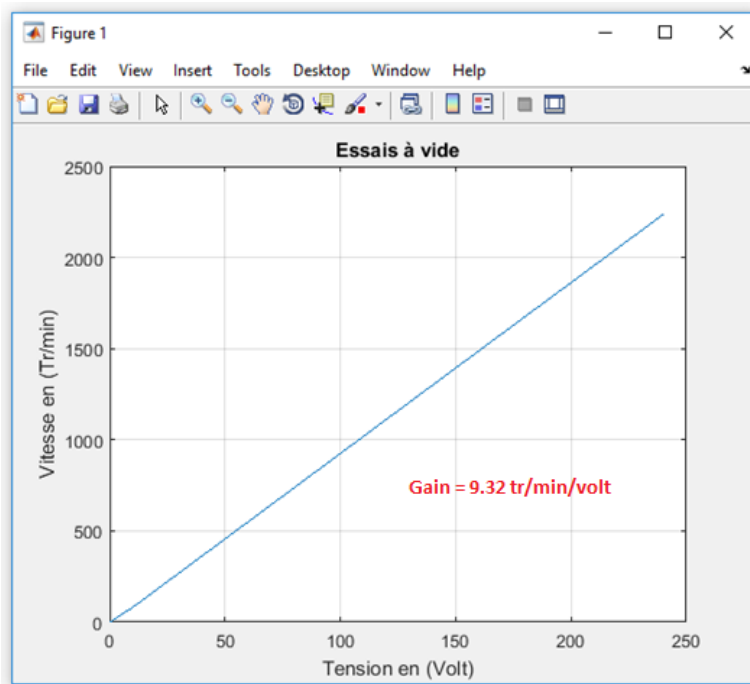 Figure 1
File Edit View Insert Tools Desktop Window Help
Essais à vide
2500
2000
1500
1000
500
0
Vitesse en (Tr/min)
Gain = 9.32 tr/min/volt
0 50 100 150 200 250
Tension en (Volt)